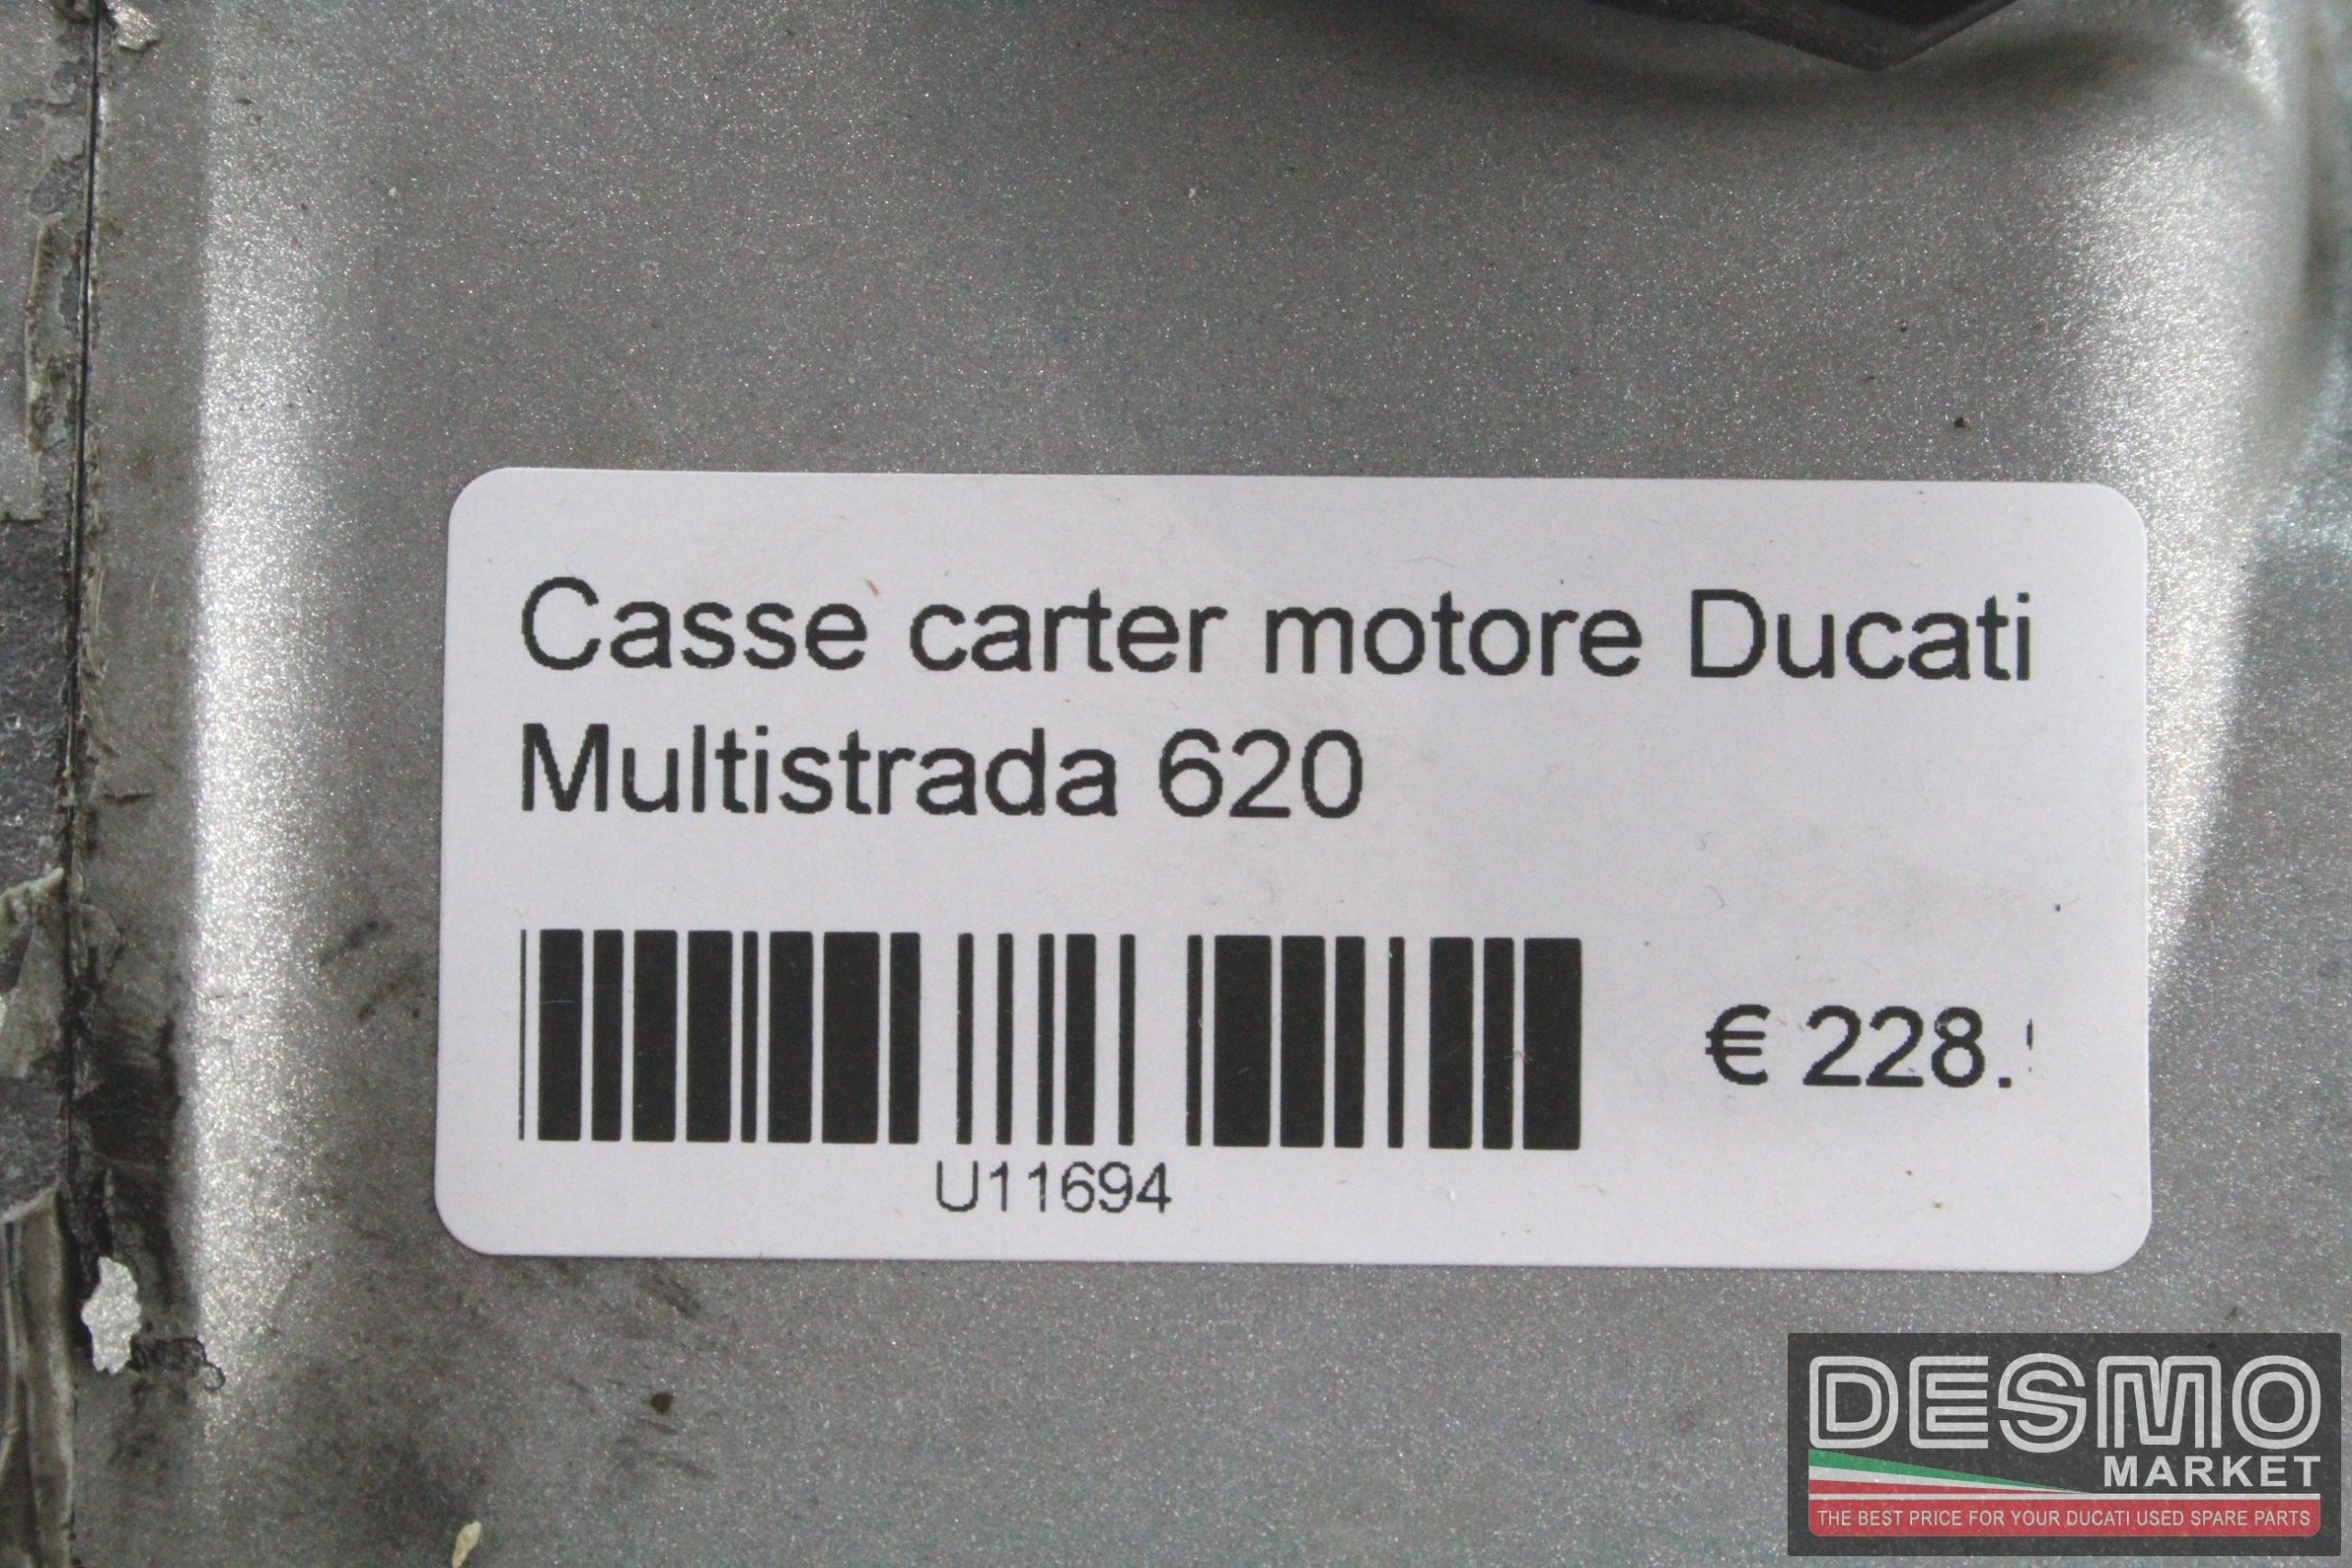 Casse carter motore Ducati
Multistrada 620
€ 228.
U11694
DESMO
MARKET
THE BEST PRICE FOR YOUR DUCATI USED SPARE PARTS